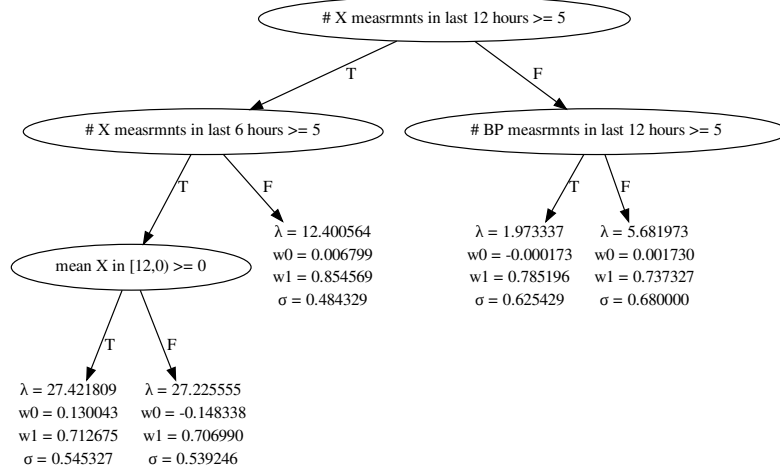 # X measrmnts in last 12 hours >= 5
T
F
# X measrmnts in last 6 hours >= 5
# BP measrmnts in last 12 hours >= 5
T
F
T
F
mean X in [12,0) >= 0
λ = 12.400564
w0 = 0.006799
w1 = 0.854569
σ = 0.484329
λ = 1.973337
w0 = -0.000173
w1 = 0.785196
σ = 0.625429
λ = 5.681973
w0 = 0.001730
w1 = 0.737327
σ = 0.680000
T
F
λ = 27.421809
w0 = 0.130043
w1 = 0.712675
σ = 0.545327
λ = 27.225555
w0 = -0.148338
w1 = 0.706990
σ = 0.539246